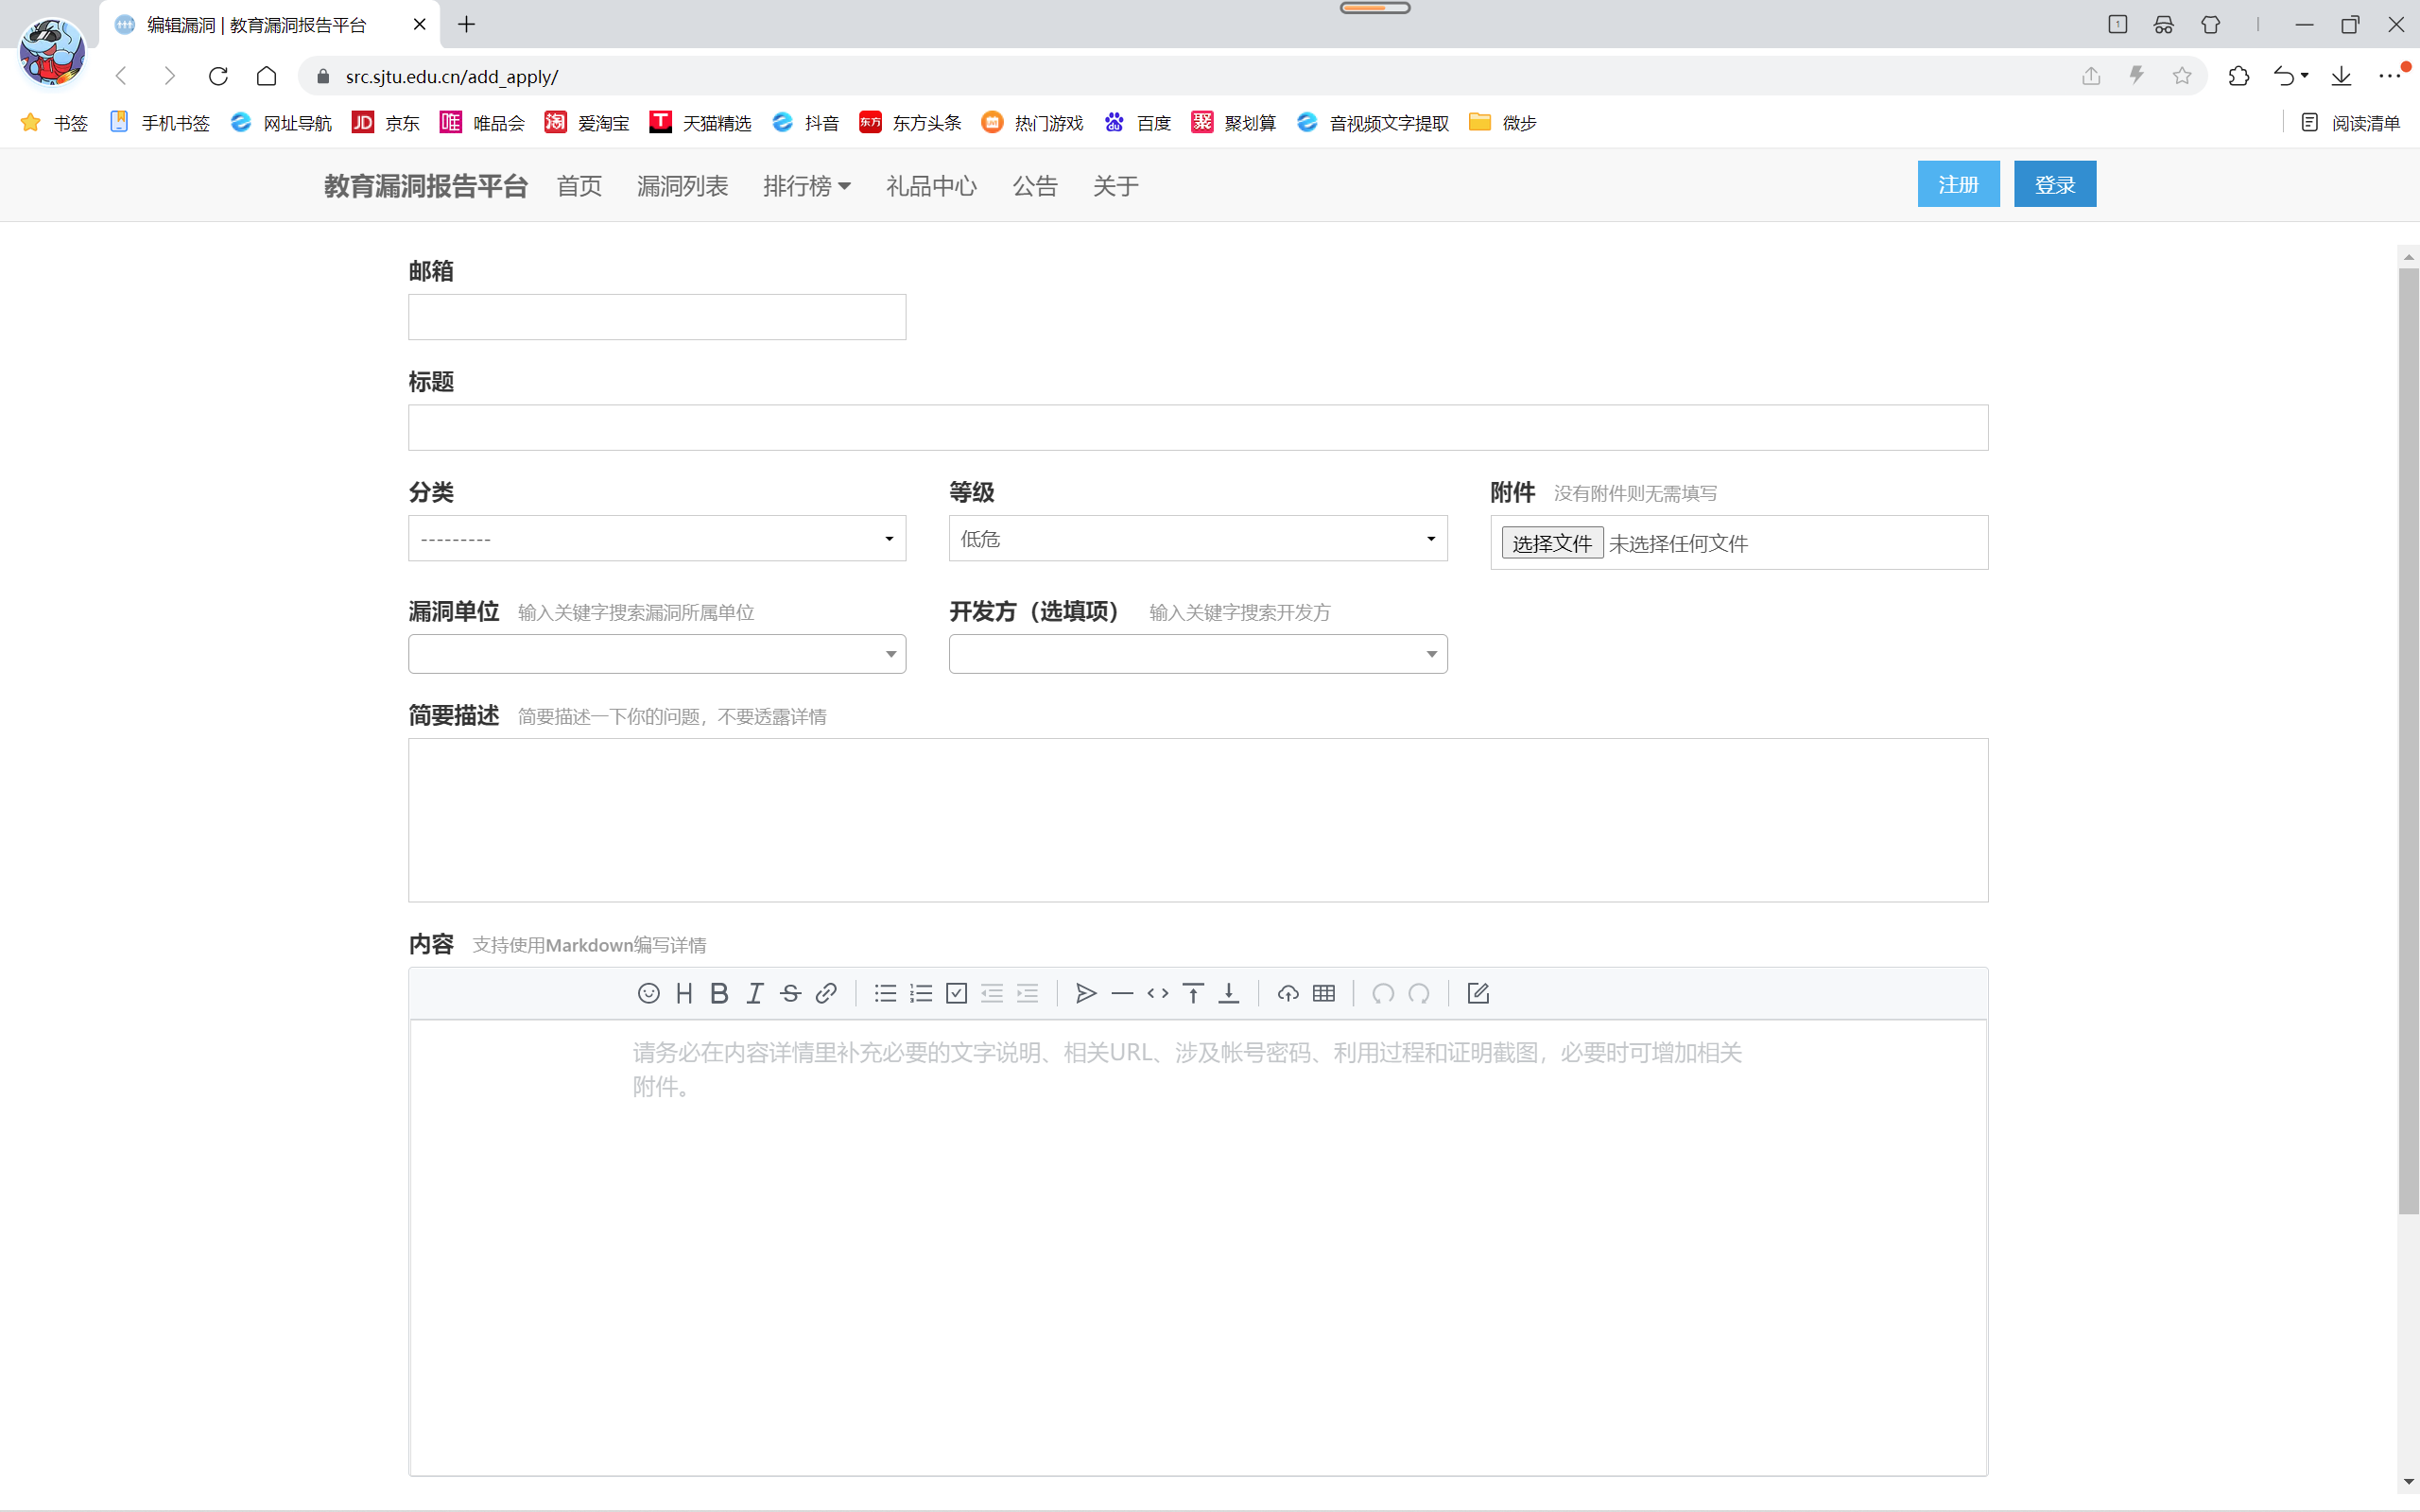 编辑漏洞 | 教育漏洞报告平台
src.sjtu.edu.cn/add_apply/
书签 手机书签 网址导航 JD 京东 唯 唯品会 淘 爱淘宝 T 天猫精选 抖音 东方 东方头条 热门游戏 百度 聚 聚划算 音视频文字提取 微步 阅读清单
教育漏洞报告平台 首页 漏洞列表 排行榜 礼品中心 公告 关于 注册 登录
邮箱
标题
分类 等级 附件 没有附件则无需填写
--------- 低危 选择文件 未选择任何文件
漏洞单位 输入关键字搜索漏洞所属单位 开发方（选填项） 输入关键字搜索开发方
简要描述 简要描述一下你的问题，不要透露详情
内容 支持使用Markdown编写详情
请务必在内容详情里补充必要的文字说明、相关URL、涉及帐号密码、利用过程和证明截图，必要时可增加相关
附件。